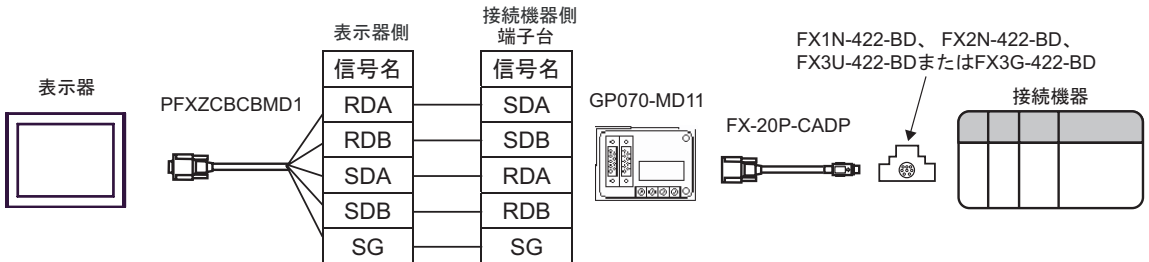 表示器
PFXZCBCBMD1
表示器側
信号名
RDA
RDB
SDA
SDB
SG
接続機器側
端子台
信号名
SDA
SDB
RDA
RDB
SG
GP070-MD11
FX-20P-CADP
FX1N-422-BD、 FX2N-422-BD、
FX3U-422-BDまたはFX3G-422-BD
接続機器